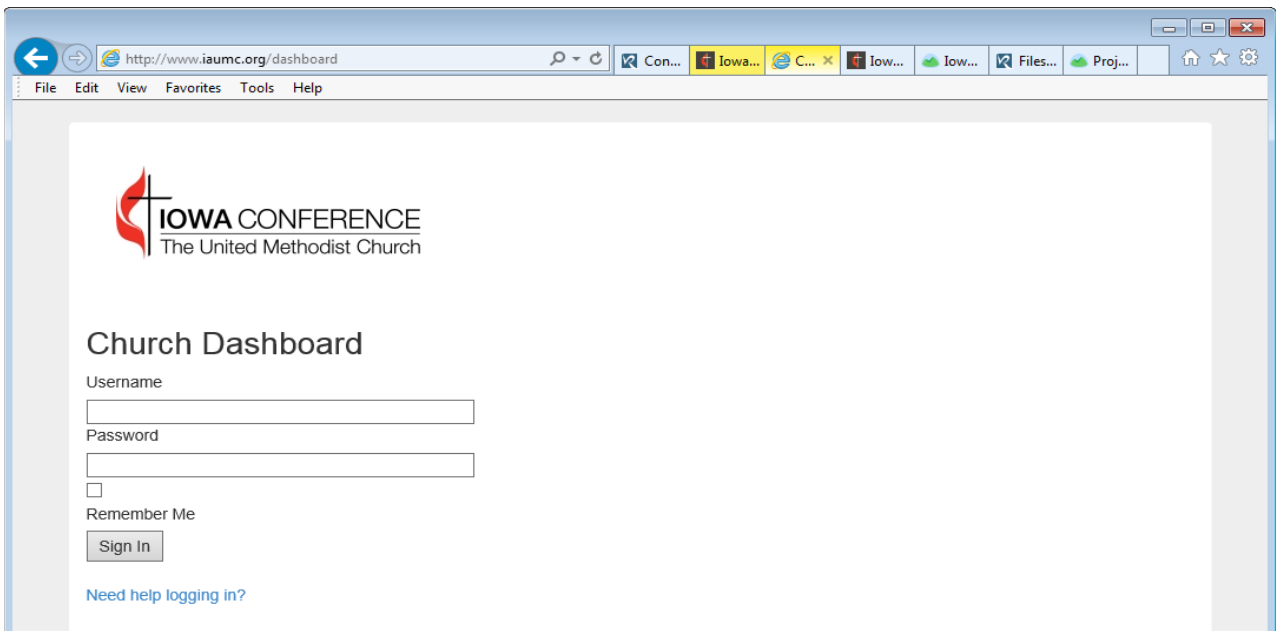 http://www.iaumc.org/dashboard
Con...
Iowa...
C...
Iow...
Iow...
Files...
Proj...
File Edit View Favorites Tools Help
IOWA CONFERENCE
The United Methodist Church
Church Dashboard
Username
Password
Remember Me
Sign In
Need help logging in?